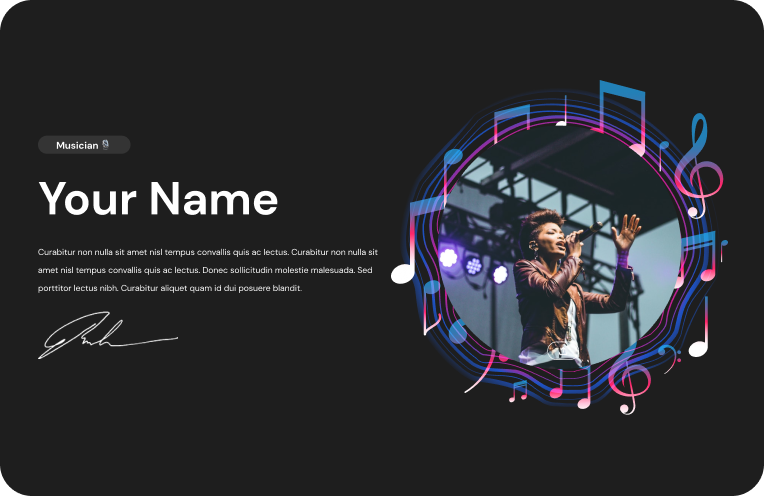 Musician
Your Name
Curabitur non nulla sit amet nisl tempus convallis quis ac lectus. Curabitur non nulla sit
amet nisl tempus convallis quis ac lectus. Donec sollicitudin molestie malesuada. Sed
porttitor lectus nibh. Curabitur aliquet quam id dui posuere blandit.